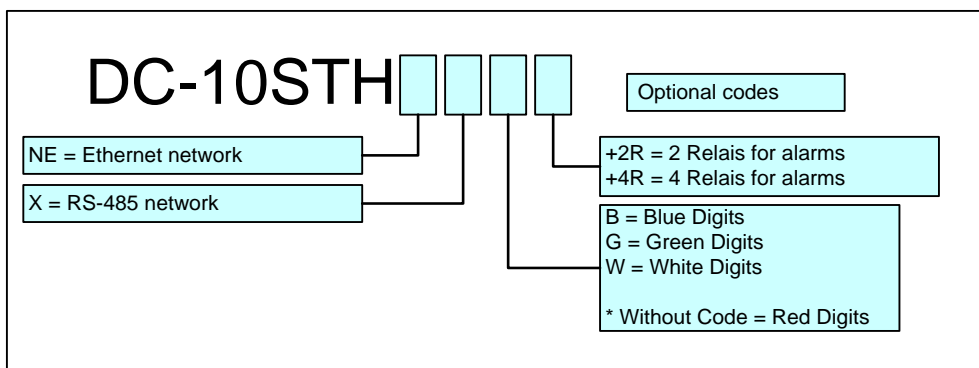 DC-10STH
Optional codes
NE = Ethernet network
X = RS-485 network
+2R = 2 Relais for alarms
+4R = 4 Relais for alarms
B = Blue Digits
G = Green Digits
W = White Digits
* Without Code = Red Digits